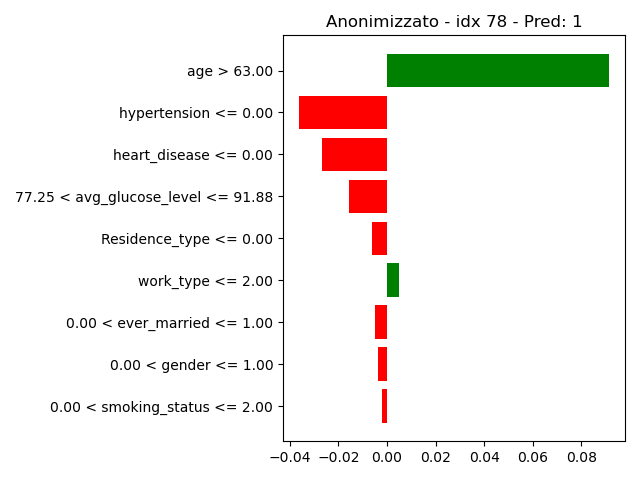 Anonimizzato - idx 78 - Pred: 1
age > 63.00
hypertension <= 0.00
heart_disease <= 0.00
77.25 < avg_glucose_level <= 91.88
Residence_type <= 0.00
work_type <= 2.00
0.00 < ever_married <= 1.00
0.00 < gender <= 1.00
0.00 < smoking_status <= 2.00
−0.04 −0.02 0.00 0.02 0.04 0.06 0.08